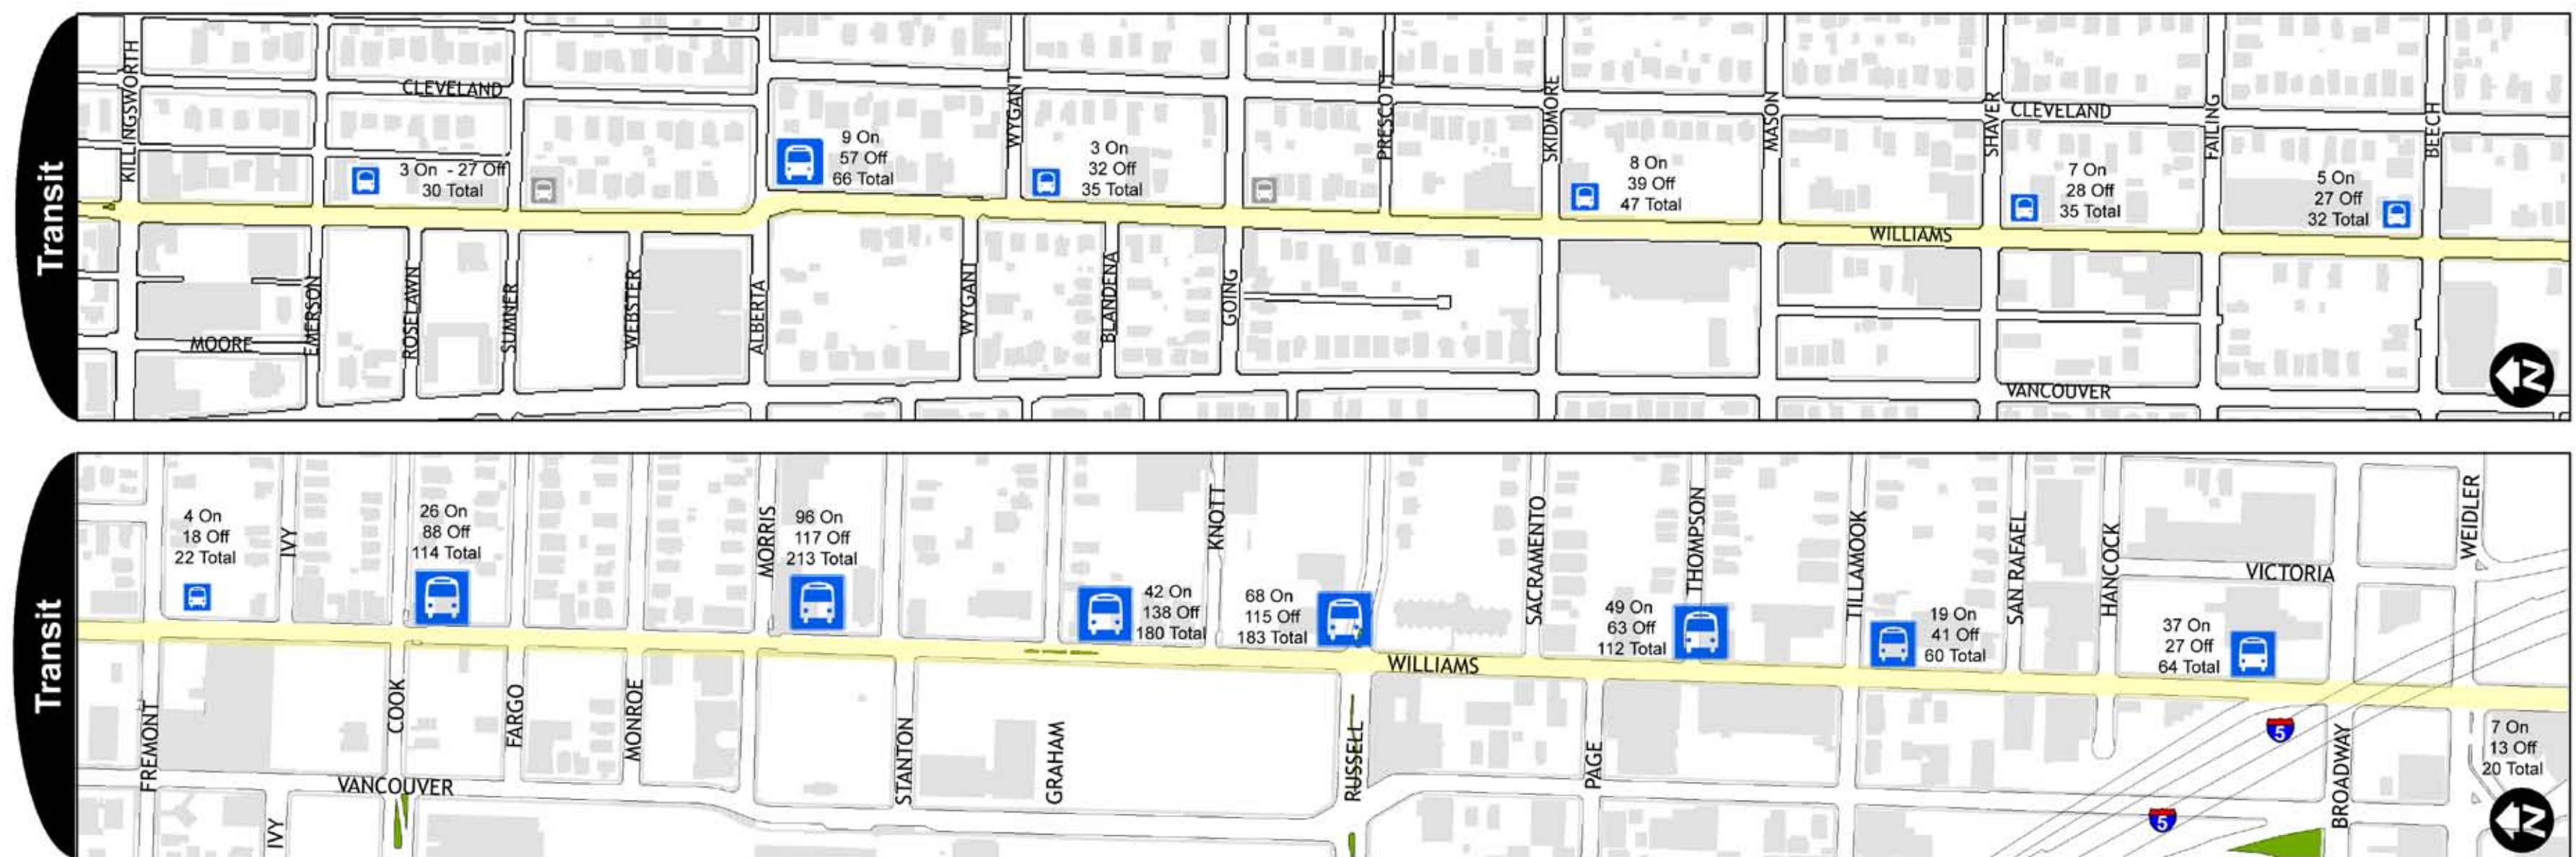 Transit
KILLINGSWORTH
CLEVELAND
WYGANT
PRESCOTT
SKIDMORE
MASON
SHAVER
CLEVELAND
FAILING
BEECH
3 On - 27 Off
30 Total
9 On
57 Off
66 Total
3 On
32 Off
35 Total
8 On
39 Off
47 Total
7 On
28 Off
35 Total
5 On
27 Off
32 Total
WILLIAMS
MOORE
EMERSON
ROSELAWN
SUMNER
WEBSTER
ALBERTA
WYGANT
BLANDENA
GOING
VANCOUVER
N
Transit
4 On
18 Off
22 Total
IVY
26 On
88 Off
114 Total
MORRIS
96 On
117 Off
213 Total
KNOTT
42 On
138 Off
180 Total
68 On
115 Off
183 Total
SACRAMENTO
49 On
63 Off
112 Total
THOMPSON
TILLAMOOK
19 On
41 Off
60 Total
SAN RAFAEL
HANCOCK
VICTORIA
37 On
27 Off
64 Total
WEIDLER
WILLIAMS
FREMONT
VANCOUVER
IVY
COOK
FARGO
MONROE
STANTON
GRAHAM
RUSSELL
PAGE
5
5
BROADWAY
7 On
13 Off
20 Total
N